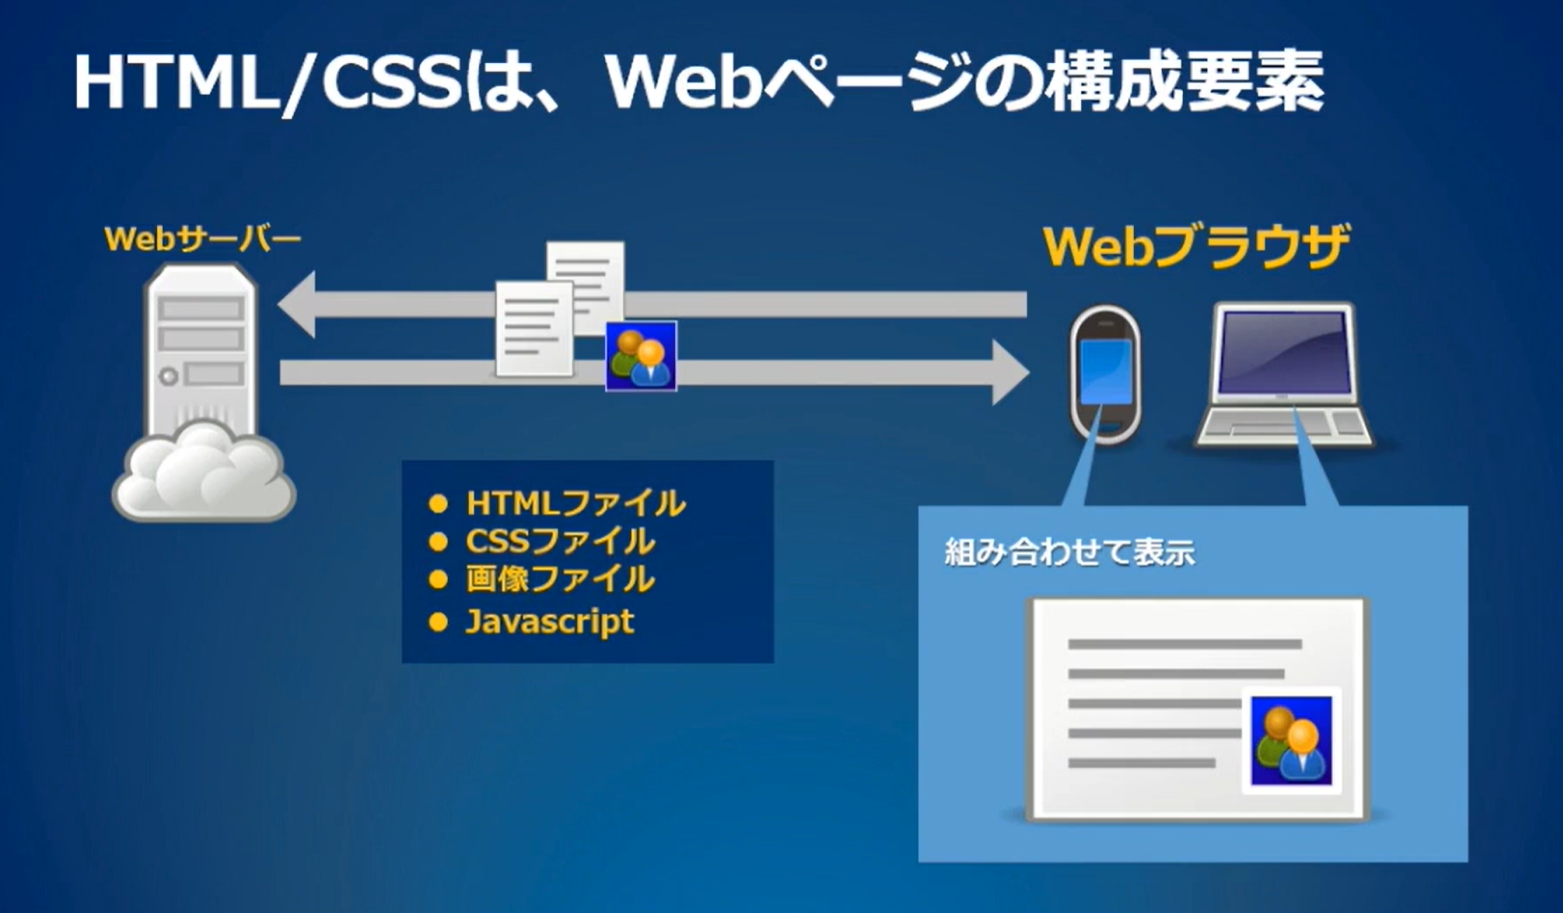 HTML/CSSは、Webページの構成要素
Webサーバー
Webブラウザ
● HTMLファイル
● CSSファイル
● 画像ファイル
● Javascript
組み合わせて表示